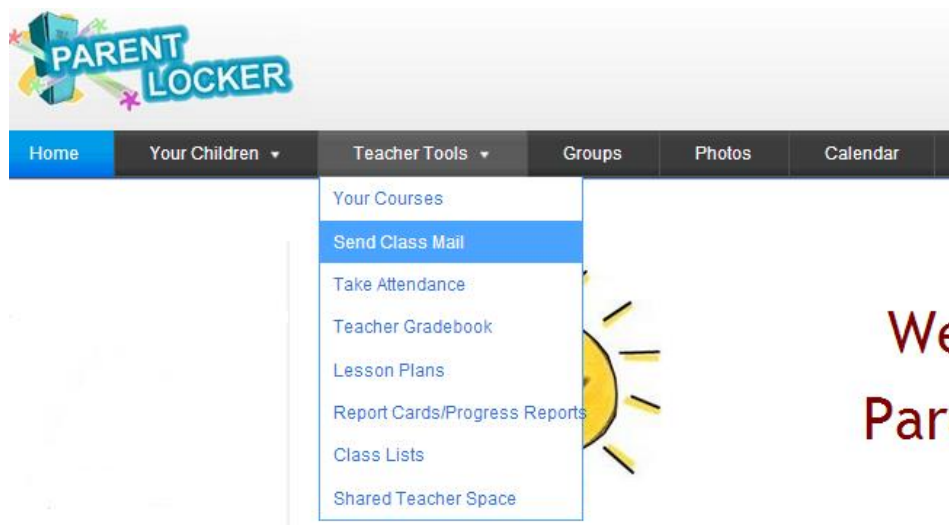 PARENT
LOCKER
Home Your Children Teacher Tools Groups Photos Calendar
Your Courses
Send Class Mail
Take Attendance
Teacher Gradebook
Lesson Plans
Report Cards/Progress Reports
Class Lists
Shared Teacher Space
We
Par